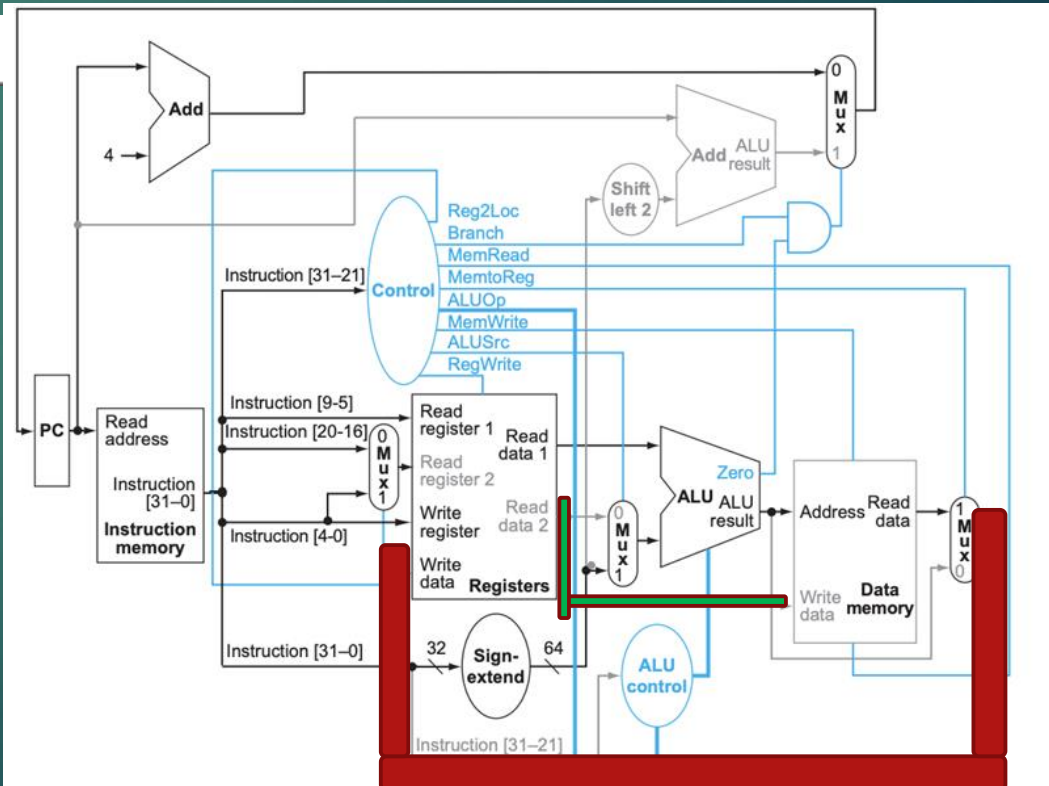 Add
4
0
Mux
1
Add
ALU
result
Shift
left 2
Reg2Loc
Branch
MemRead
MemtoReg
ALUOp
MemWrite
ALUSrc
RegWrite
Control
Instruction [31–21]
PC
Read
address
Instruction
[31–0]
Instruction
memory
Instruction [9-5]
Instruction [20-16]
Instruction [4-0]
0
Mux
1
Read
register 1
Read
data 1
Read
register 2
Write
register
Read
data 2
Write
data
Registers
0
Mux
1
Zero
ALU
ALU
result
Address
Read
data
Write
data
Data
memory
1
Mux
0
Instruction [31–0]
32
Sign-
extend
64
ALU
control
Instruction [31–21]